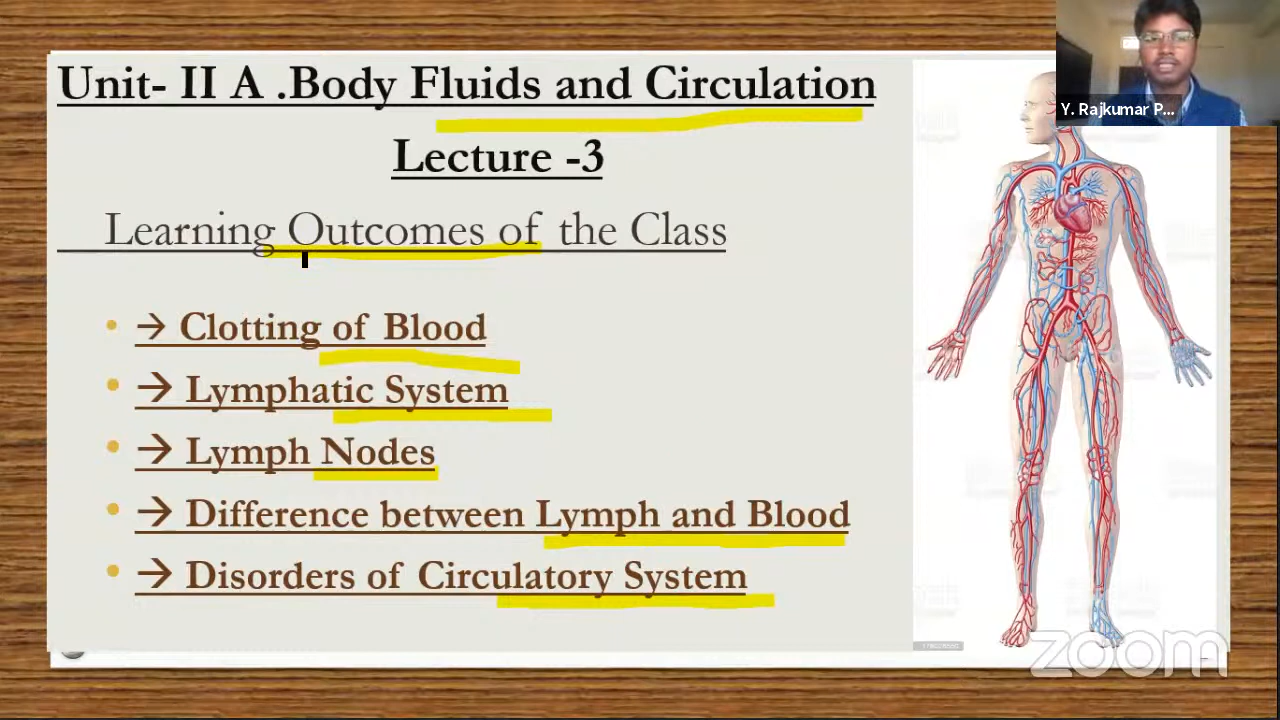 Unit- II A .Body Fluids and Circulation
Lecture -3
Learning Outcomes of the Class
• → Clotting of Blood
• → Lymphatic System
• → Lymph Nodes
• → Difference between Lymph and Blood
• → Disorders of Circulatory System
Y. Rajkumar P...
zoom